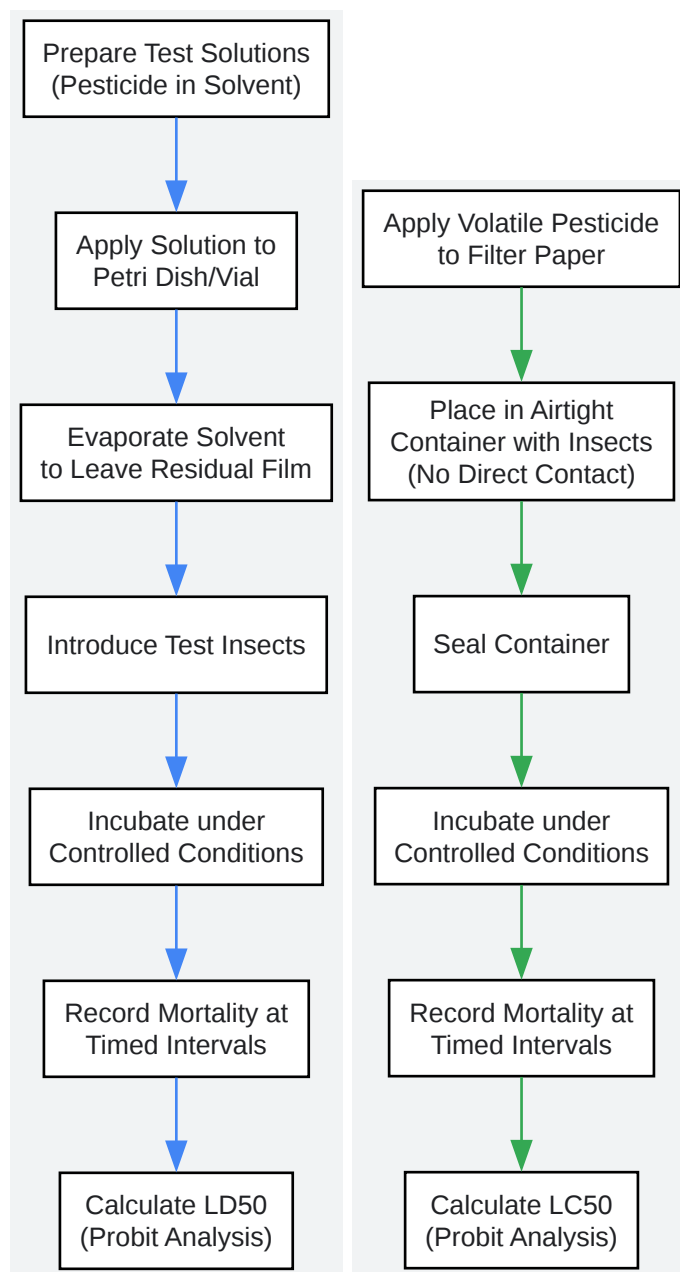 Prepare Test Solutions
(Pesticide in Solvent)
Apply Solution to
Petri Dish/Vial
Evaporate Solvent
to Leave Residual Film
Introduce Test Insects
Incubate under
Controlled Conditions
Record Mortality at
Timed Intervals
Calculate LD50
(Probit Analysis)
Apply Volatile Pesticide
to Filter Paper
Place in Airtight
Container with Insects
(No Direct Contact)
Seal Container
Incubate under
Controlled Conditions
Record Mortality at
Timed Intervals
Calculate LC50
(Probit Analysis)